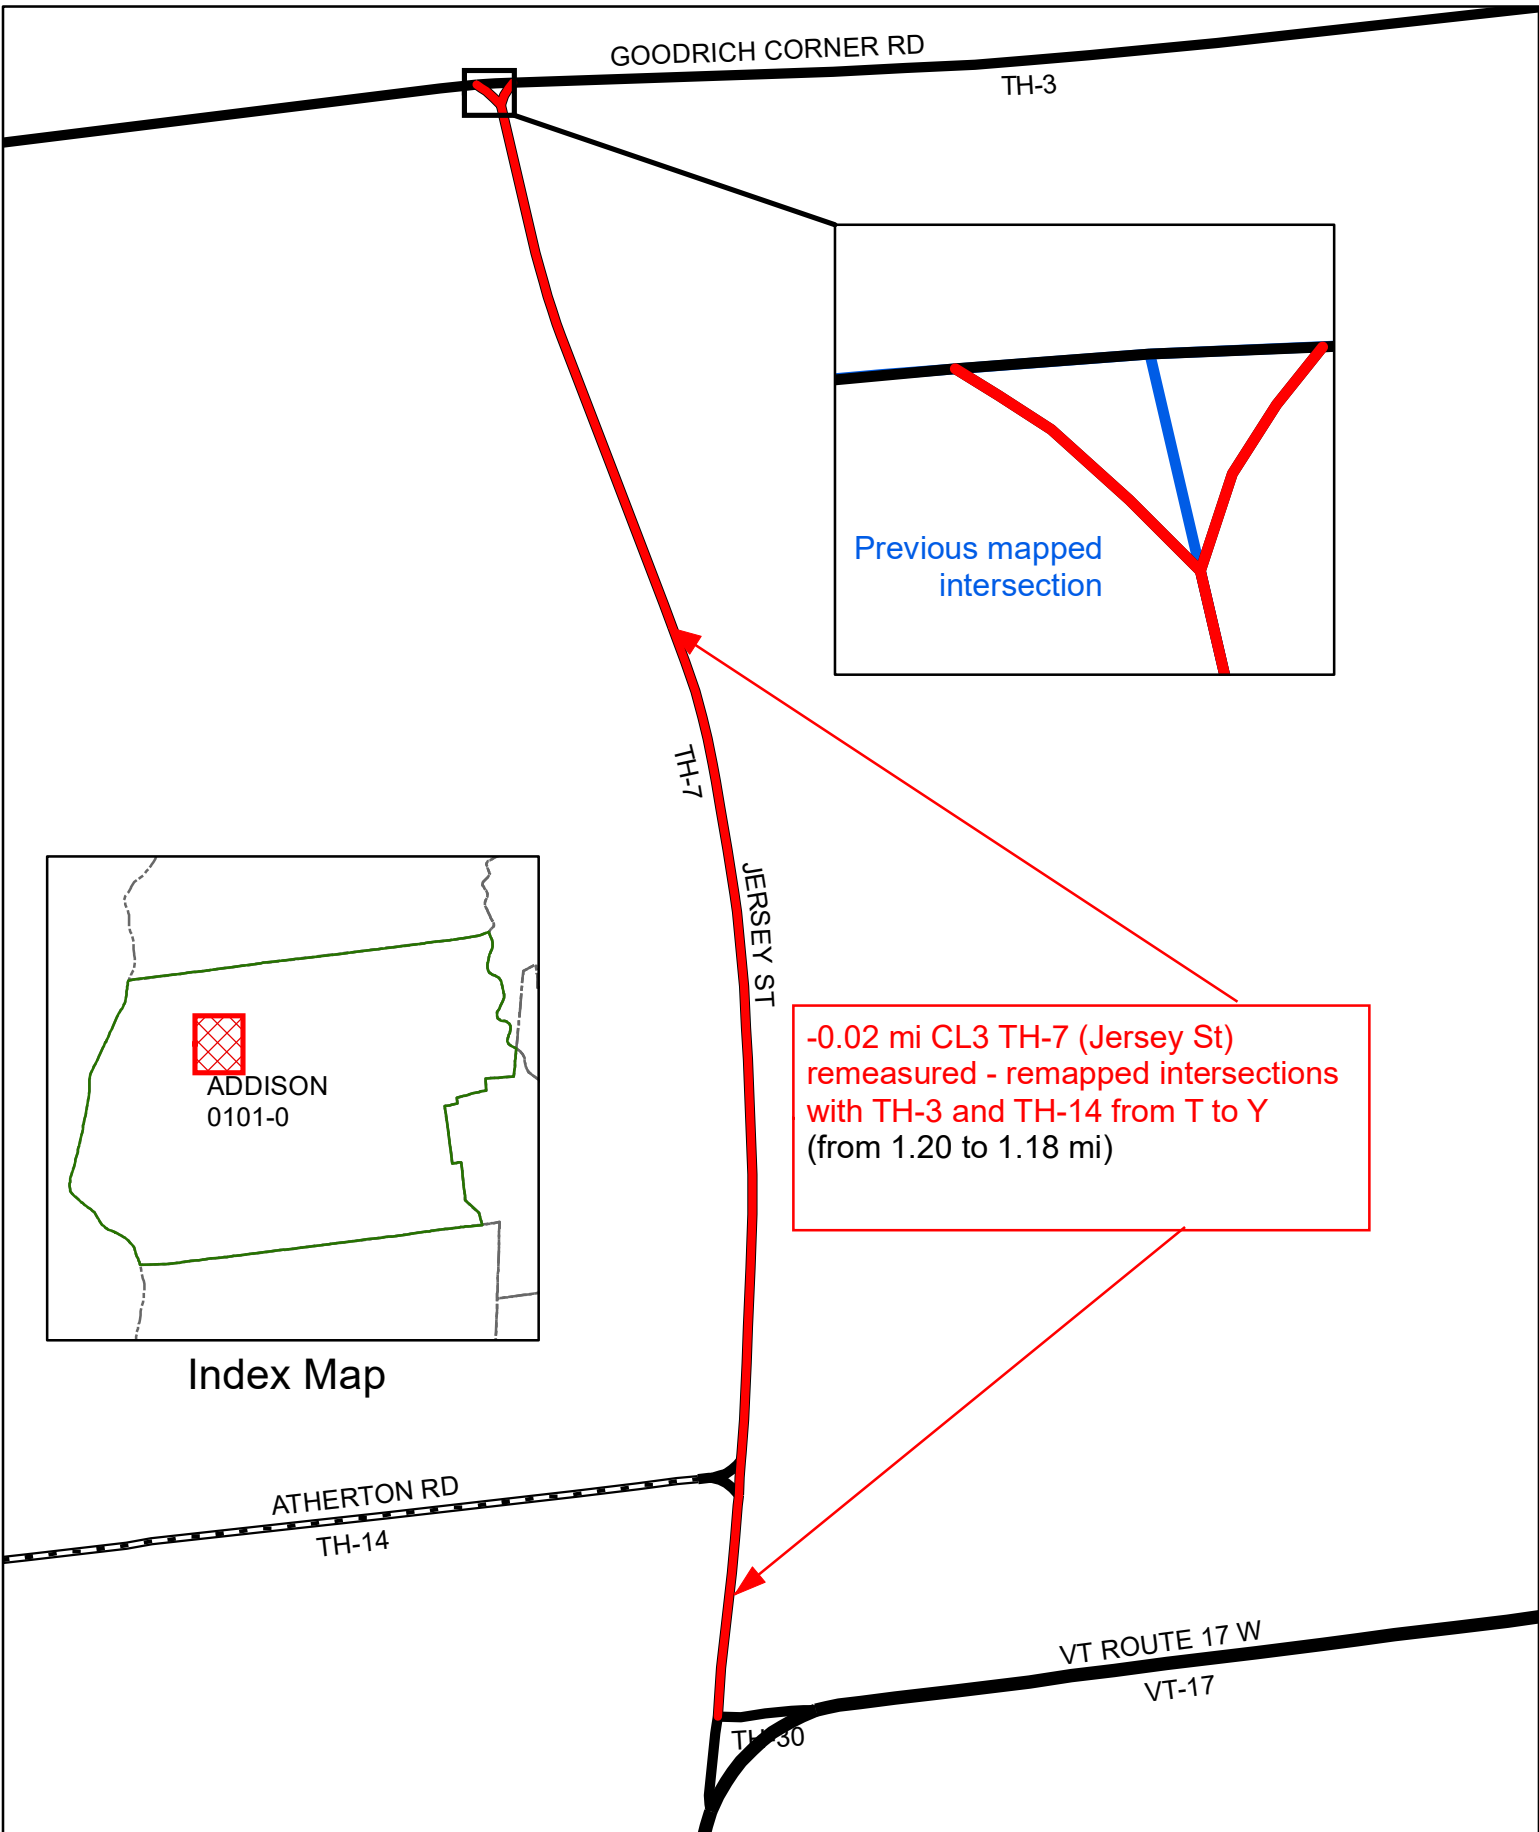 GOODRICH CORNER RD
TH-3
Previous mapped
intersection
TH-7
JERSEY ST
ADDISON
0101-0
Index Map
-0.02 mi CL3 TH-7 (Jersey St)
remeasured - remapped intersections
with TH-3 and TH-14 from T to Y
(from 1.20 to 1.18 mi)
ATHERTON RD
TH-14
VT ROUTE 17 W
VT-17
TH-30